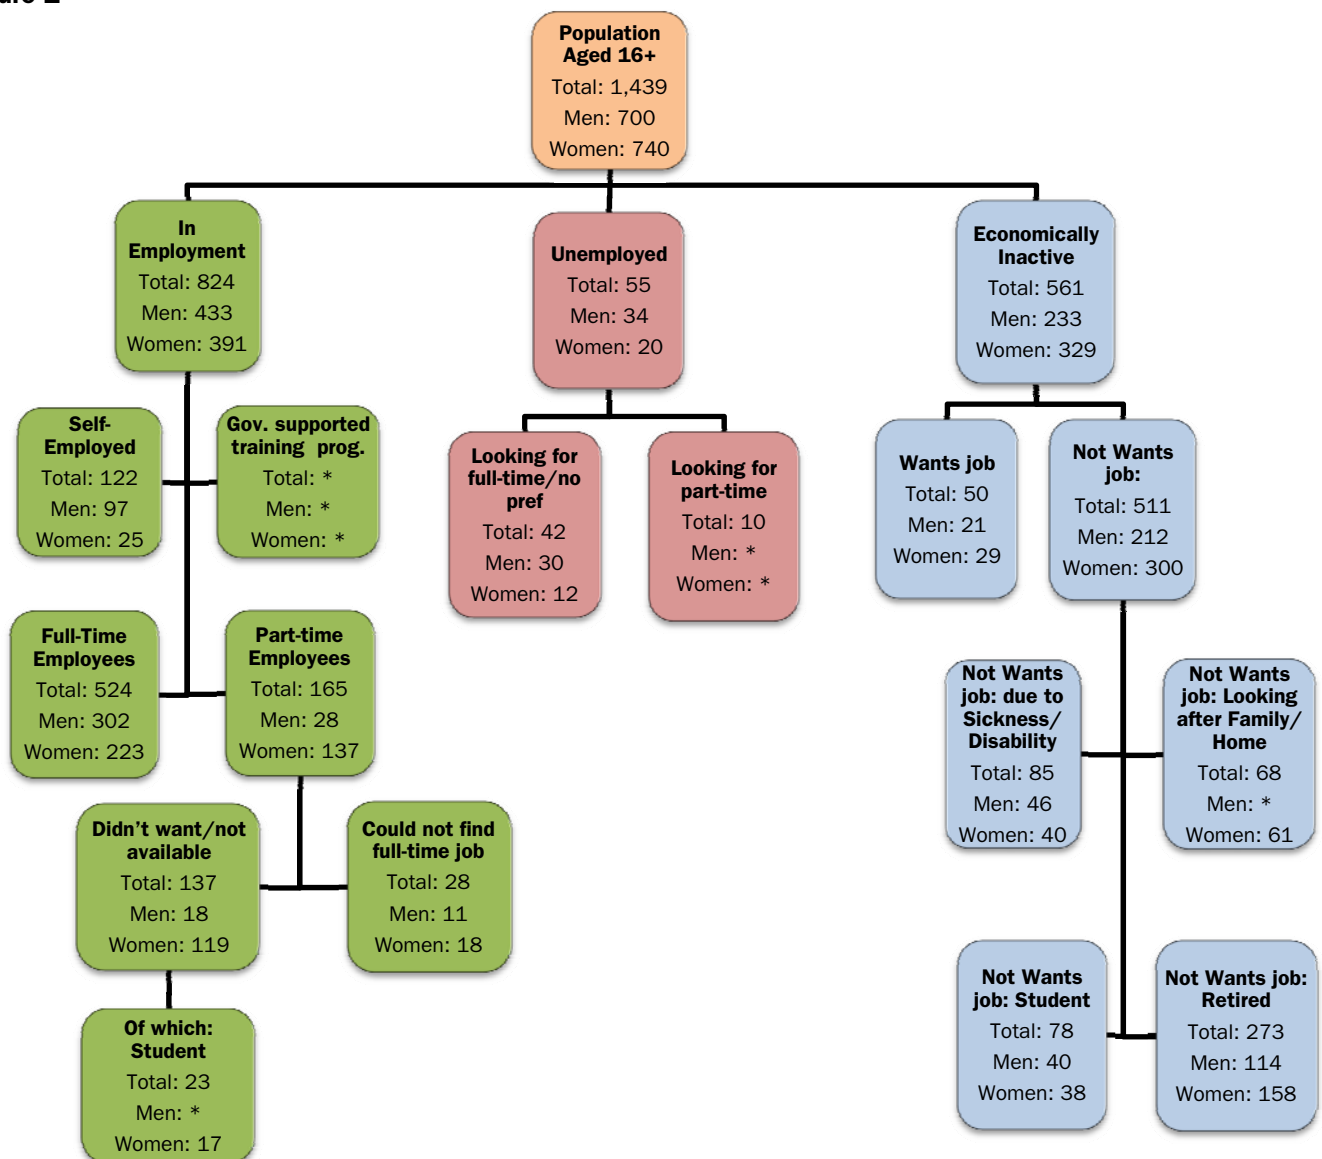 Population
Aged 16+
Total: 1,439
Men: 700
Women: 740
In
Employment
Total: 824
Men: 433
Women: 391
Unemployed
Total: 55
Men: 34
Women: 20
Economically
Inactive
Total: 561
Men: 233
Women: 329
Self-
Employed
Total: 122
Men: 97
Women: 25
Gov. supported
training prog.
Total: *
Men: *
Women: *
Looking for
full-time/no
pref
Total: 42
Men: 30
Women: 12
Looking for
part-time
Total: 10
Men: *
Women: *
Wants job
Total: 50
Men: 21
Women: 29
Not Wants
job:
Total: 511
Men: 212
Women: 300
Full-Time
Employees
Total: 524
Men: 302
Women: 223
Part-time
Employees
Total: 165
Men: 28
Women: 137
Not Wants
job: due to
Sickness/
Disability
Total: 85
Men: 46
Women: 40
Not Wants
job: Looking
after Family/
Home
Total: 68
Men: *
Women: 61
Didn't want/not
available
Total: 137
Men: 18
Women: 119
Could not find
full-time job
Total: 28
Men: 11
Women: 18
Of which:
Student
Total: 23
Men: *
Women: 17
Not Wants
job: Student
Total: 78
Men: 40
Women: 38
Not Wants job:
Retired
Total: 273
Men: 114
Women: 158